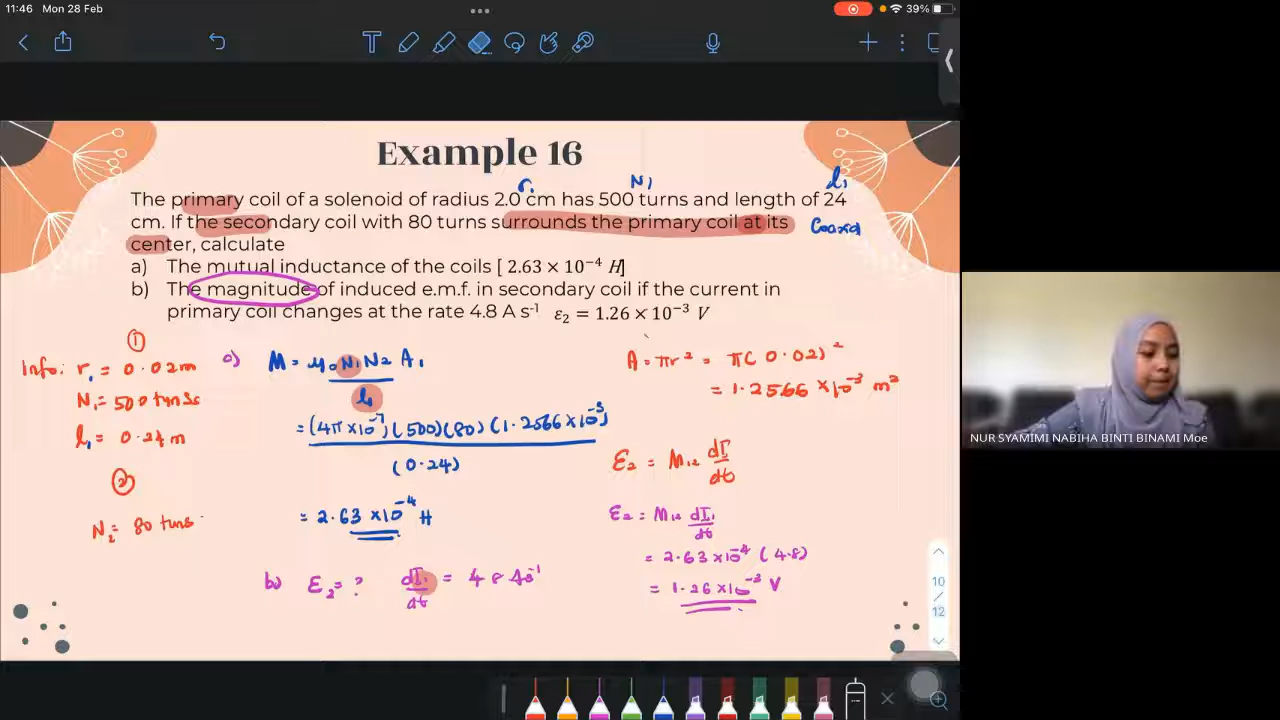 11:46 Mon 28 Feb
39%
Example 16
The primary coil of a solenoid of radius 2.0 cm has 500 turns and length of 24
r₁ N₁ l₁
cm. If the secondary coil with 80 turns surrounds the primary coil at its
center, calculate
a) The mutual inductance of the coils [ 2.63 × 10⁻⁴ H]
b) The magnitude of induced e.m.f. in secondary coil if the current in
primary coil changes at the rate 4.8 A s⁻¹ ε₂ = 1.26 × 10⁻³ V
①
Info: r₁ = 0.02m
N₁ = 500 turns
l₁ = 0.24 m
②
N₂ = 80 turns
a) M = μ₀N₁N₂A₁
l₁
= (4π×10⁻⁷)(500)(80)(1.2566×10⁻³)
(0.24)
= 2.63 ×10⁻⁴ H
b) ε₂ = ? dI₁ = 4.8 As⁻¹
dt
A = πr² = π(0.02)²
= 1.2566 ×10⁻³ m²
ε₂ = M₁₂ dI
dt
ε₂ = M₁₂ dI₁
dt
= 2.63×10⁻⁴ (4.8)
= 1.26 ×10⁻³ V
10
/
12
NUR SYAMIMI NABIHA BINTI BINAMI Moe